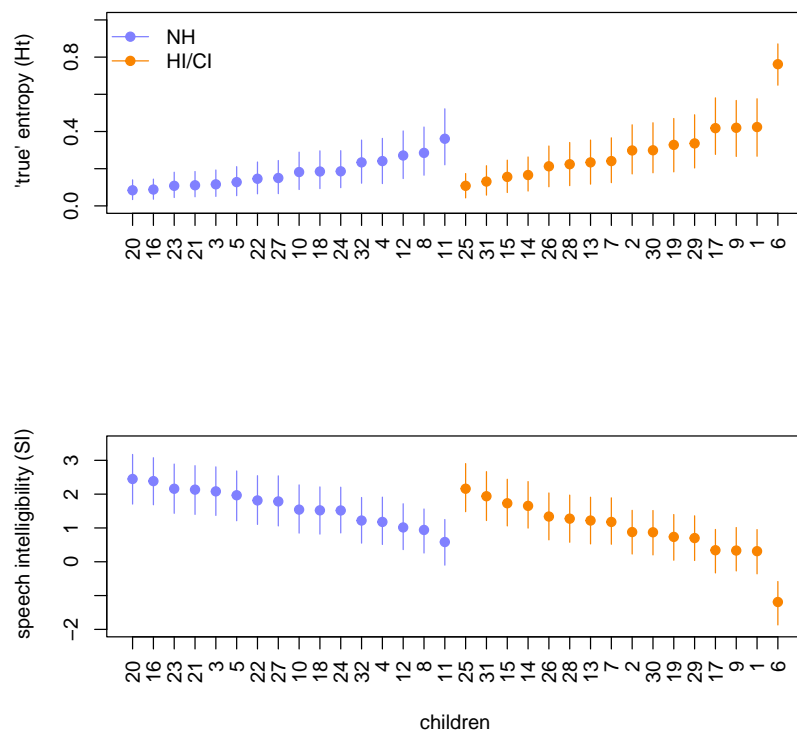 'true' entropy (Ht)
0.0 0.4 0.8
NH
HI/CI
20 16 23 21 3 5 22 27 10 18 24 32 4 12 8 11 25 31 15 14 26 28 13 7 2 30 19 29 17 9 1 6
speech intelligibility (SI)
−2 0 1 2 3
20 16 23 21 3 5 22 27 10 18 24 32 4 12 8 11 25 31 15 14 26 28 13 7 2 30 19 29 17 9 1 6
children